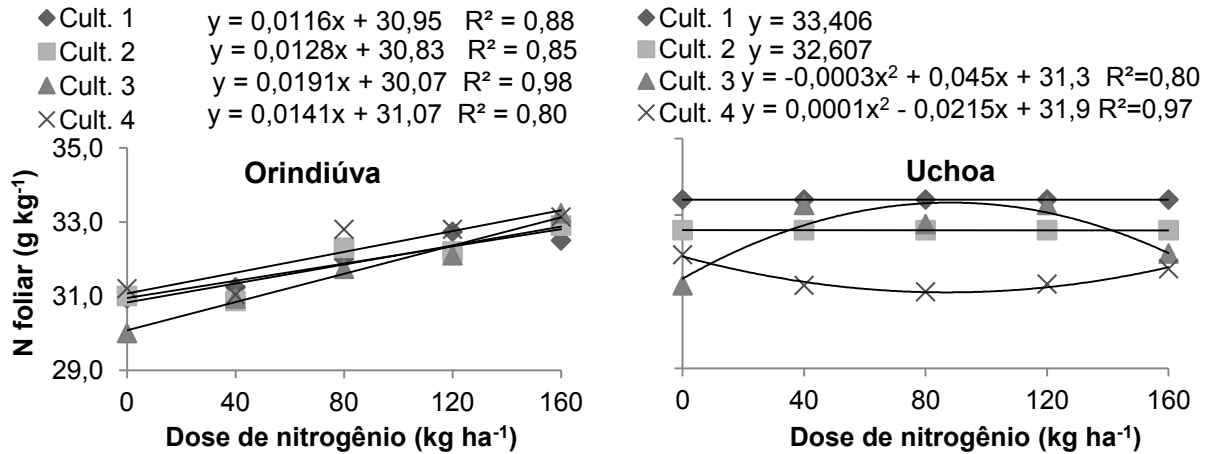 Cult. 1 y = 0,0116x + 30,95 R² = 0,88
Cult. 2 y = 0,0128x + 30,83 R² = 0,85
Cult. 3 y = 0,0191x + 30,07 R² = 0,98
Cult. 4 y = 0,0141x + 31,07 R² = 0,80
Orindiúva
N foliar (g kg⁻¹)
35,0
33,0
31,0
29,0
0 40 80 120 160
Dose de nitrogênio (kg ha⁻¹)
Cult. 1 y = 33,406
Cult. 2 y = 32,607
Cult. 3 y = -0,0003x² + 0,045x + 31,3 R²=0,80
Cult. 4 y = 0,0001x² - 0,0215x + 31,9 R²=0,97
Uchoa
0 40 80 120 160
Dose de nitrogênio (kg ha⁻¹)